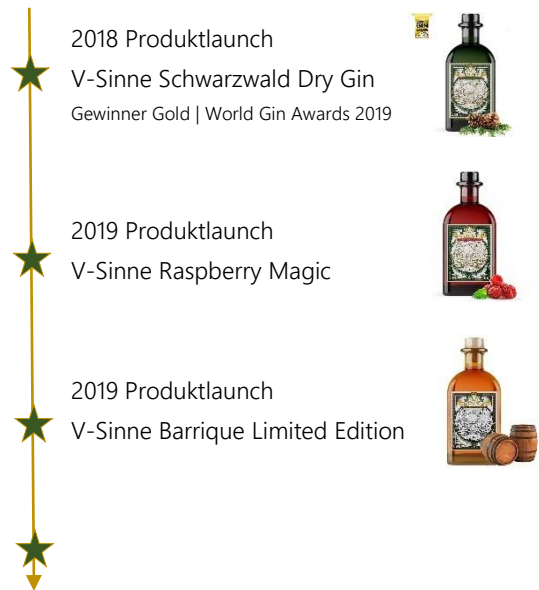 2018 Produktlaunch
V-Sinne Schwarzwald Dry Gin
Gewinner Gold | World Gin Awards 2019
2019 Produktlaunch
V-Sinne Raspberry Magic
2019 Produktlaunch
V-Sinne Barrique Limited Edition